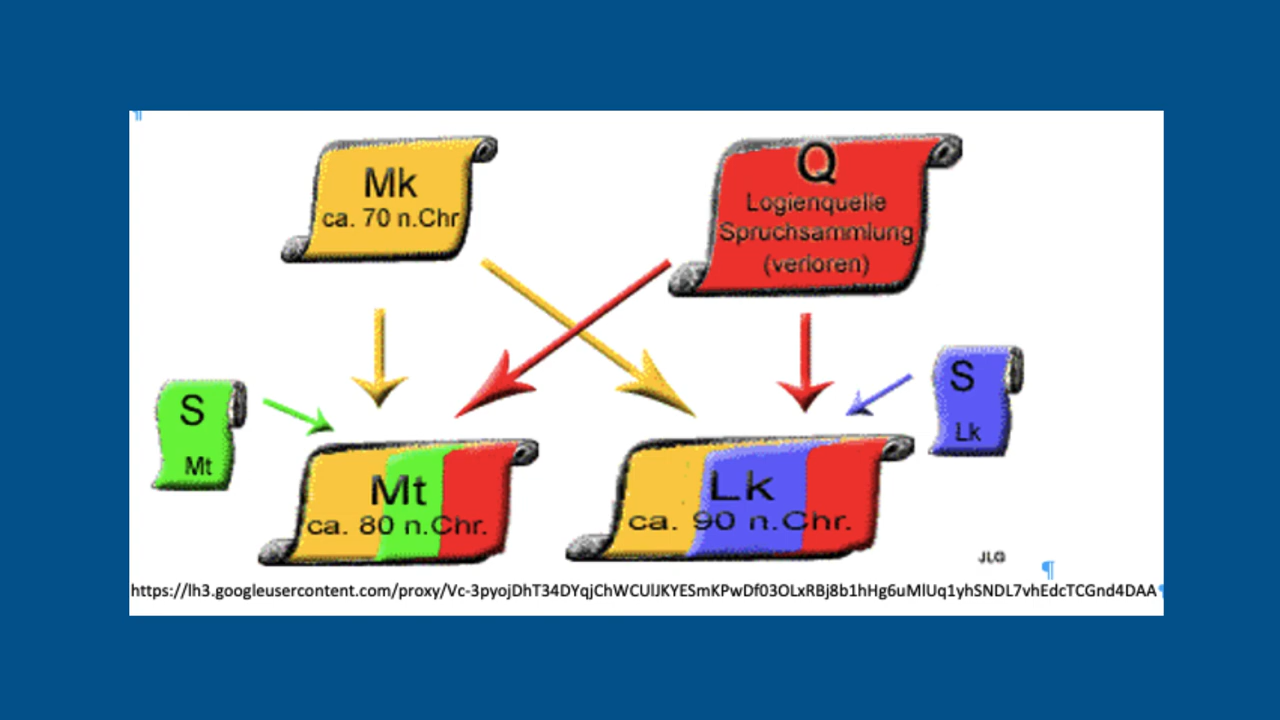 ¶
Mk
ca. 70 n.Chr
Q
Logienquelle
Spruchsammlung
(verloren)
S
Mt
S
Lk
Mt
ca. 80 n.Chr.
Lk
ca. 90 n.Chr.
JLG
¶
https://lh3.googleusercontent.com/proxy/Vc-3pyojDhT34DYqjChWCUlJKYESmKPwDf03OLxRBj8b1hHg6uMlUq1yhSNDL7vhEdcTCGnd4DAA¶